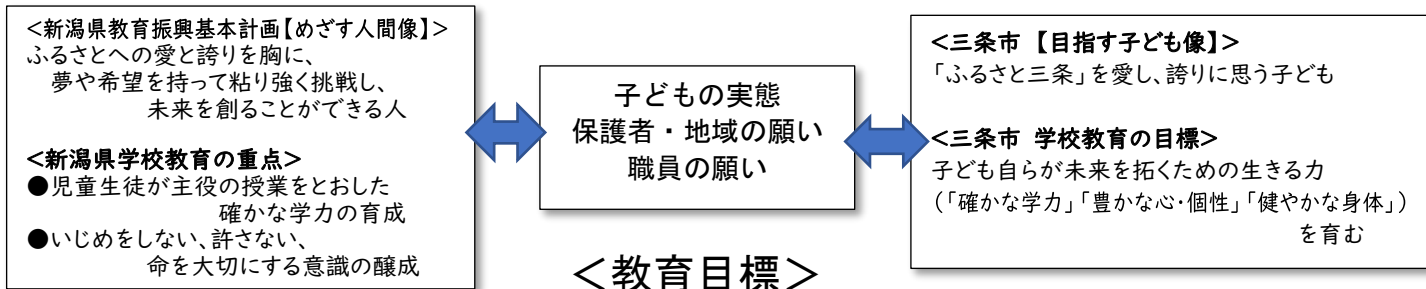 <新潟県教育振興基本計画【めざす人間像】>
ふるさとへの愛と誇りを胸に、
夢や希望を持って粘り強く挑戦し、
未来を創ることができる人
<新潟県学校教育の重点>
●児童生徒が主役の授業をとおした
確かな学力の育成
●いじめをしない、許さない、
命を大切にする意識の醸成
子どもの実態
保護者・地域の願い
職員の願い
<三条市 【目指す子ども像】>
「ふるさと三条」を愛し、誇りに思う子ども
<三条市 学校教育の目標>
子ども自らが未来を拓くための生きる力
(「確かな学力」「豊かな心・個性」「健やかな身体」)
を育む
<教育目標>